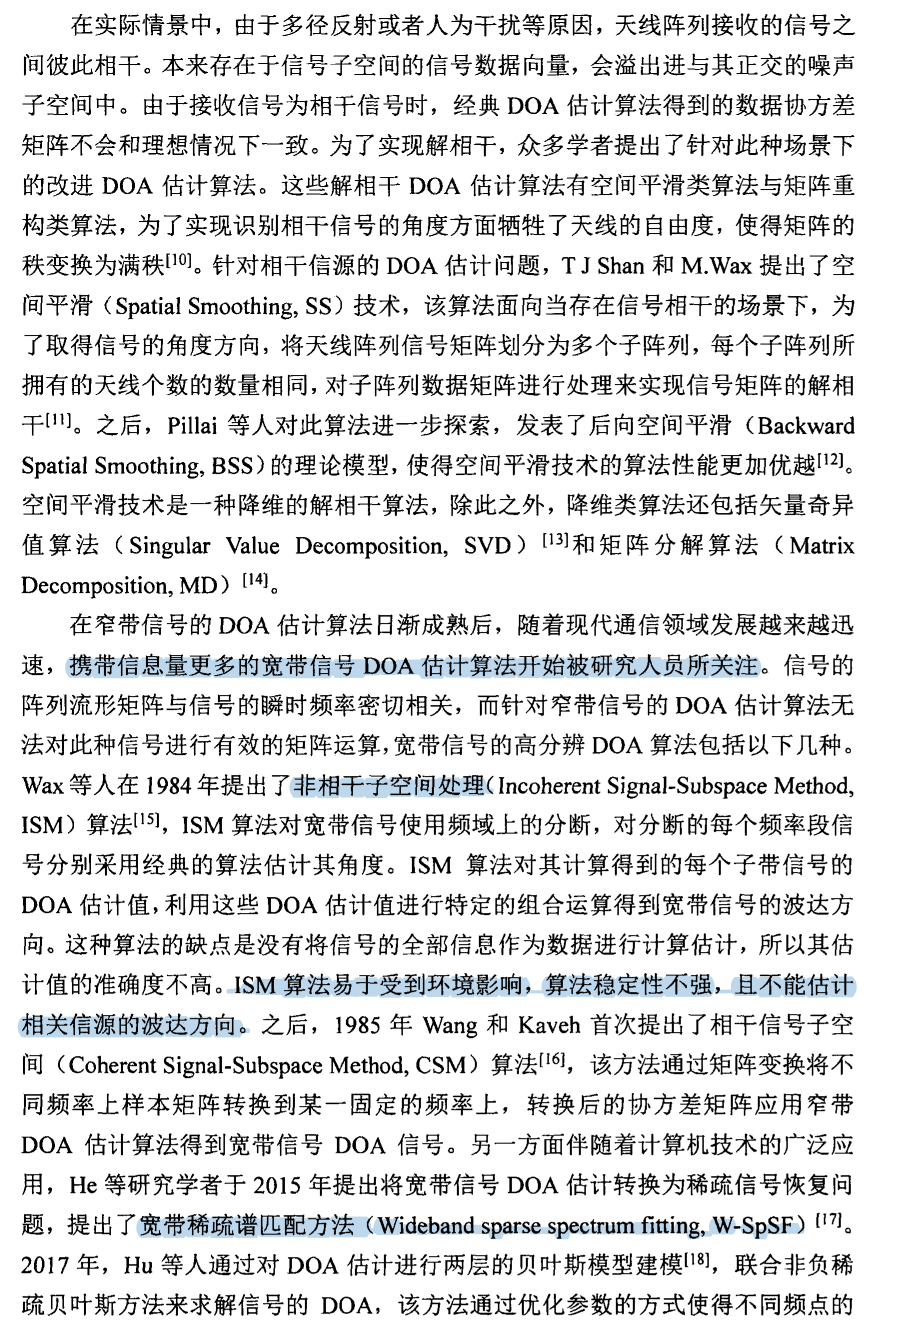 在实际情景中，由于多径反射或者人为干扰等原因，天线阵列接收的信号之
间彼此相干。本来存在于信号子空间的信号数据向量，会溢出进与其正交的噪声
子空间中。由于接收信号为相干信号时，经典 DOA 估计算法得到的数据协方差
矩阵不会和理想情况下一致。为了实现解相干，众多学者提出了针对此种场景下
的改进 DOA 估计算法。这些解相干 DOA 估计算法有空间平滑类算法与矩阵重
构类算法，为了实现识别相干信号的角度方面牺牲了天线的自由度，使得矩阵的
秩变换为满秩[10]。针对相干信源的 DOA 估计问题，T J Shan 和 M.Wax 提出了空
间平滑（Spatial Smoothing, SS）技术，该算法面向当存在信号相干的场景下，为
了取得信号的角度方向，将天线阵列信号矩阵划分为多个子阵列，每个子阵列所
拥有的天线个数的数量相同，对子阵列数据矩阵进行处理来实现信号矩阵的解相
干[11]。之后，Pillai 等人对此算法进一步探索，发表了后向空间平滑（Backward
Spatial Smoothing, BSS）的理论模型，使得空间平滑技术的算法性能更加优越[12]。
空间平滑技术是一种降维的解相干算法，除此之外，降维类算法还包括矢量奇异
值算法（Singular Value Decomposition, SVD）[13]和矩阵分解算法（Matrix
Decomposition, MD）[14]。
在窄带信号的 DOA 估计算法日渐成熟后，随着现代通信领域发展越来越迅
速，携带信息量更多的宽带信号 DOA 估计算法开始被研究人员所关注。信号的
阵列流形矩阵与信号的瞬时频率密切相关，而针对窄带信号的 DOA 估计算法无
法对此种信号进行有效的矩阵运算，宽带信号的高分辨 DOA 算法包括以下几种。
Wax 等人在 1984 年提出了非相干子空间处理（Incoherent Signal-Subspace Method,
ISM）算法[15]，ISM 算法对宽带信号使用频域上的分断，对分断的每个频率段信
号分别采用经典的算法估计其角度。ISM 算法对其计算得到的每个子带信号的
DOA 估计值，利用这些 DOA 估计值进行特定的组合运算得到宽带信号的波达方
向。这种算法的缺点是没有将信号的全部信息作为数据进行计算估计，所以其估
计值的准确度不高。ISM 算法易于受到环境影响，算法稳定性不强，且不能估计
相关信源的波达方向。之后，1985 年 Wang 和 Kaveh 首次提出了相干信号子空
间（Coherent Signal-Subspace Method, CSM）算法[16]，该方法通过矩阵变换将不
同频率上样本矩阵转换到某一固定的频率上，转换后的协方差矩阵应用窄带
DOA 估计算法得到宽带信号 DOA 信号。另一方面伴随着计算机技术的广泛应
用，He 等研究学者于 2015 年提出将宽带信号 DOA 估计转换为稀疏信号恢复问
题，提出了宽带稀疏谱匹配方法（Wideband sparse spectrum fitting, W-SpSF）[17]。
2017 年，Hu 等人通过对 DOA 估计进行两层的贝叶斯模型建模[18]，联合非负稀
疏贝叶斯方法来求解信号的 DOA，该方法通过优化参数的方式使得不同频点的